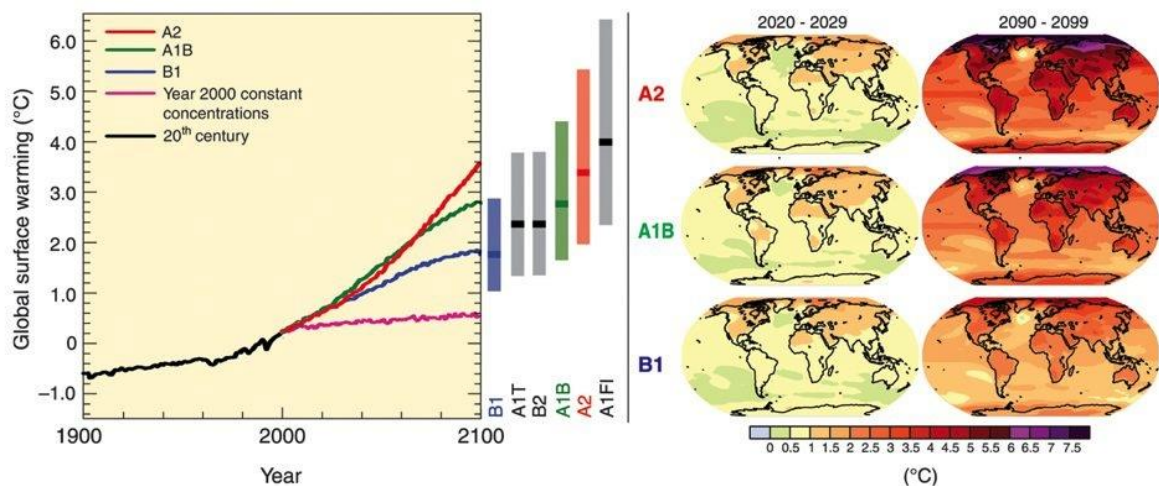 6.0
5.0
4.0
3.0
2.0
1.0
0
–1.0
Global surface warming (°C)
A2
A1B
B1
Year 2000 constant
concentrations
20th century
1900
2000
2100
Year
B1
A1T
B2
A1B
A2
A1FI
2020 - 2029
2090 - 2099
A2
A1B
B1
0 0.5 1 1.5 2 2.5 3 3.5 4 4.5 5 5.5 6 6.5 7 7.5
(°C)